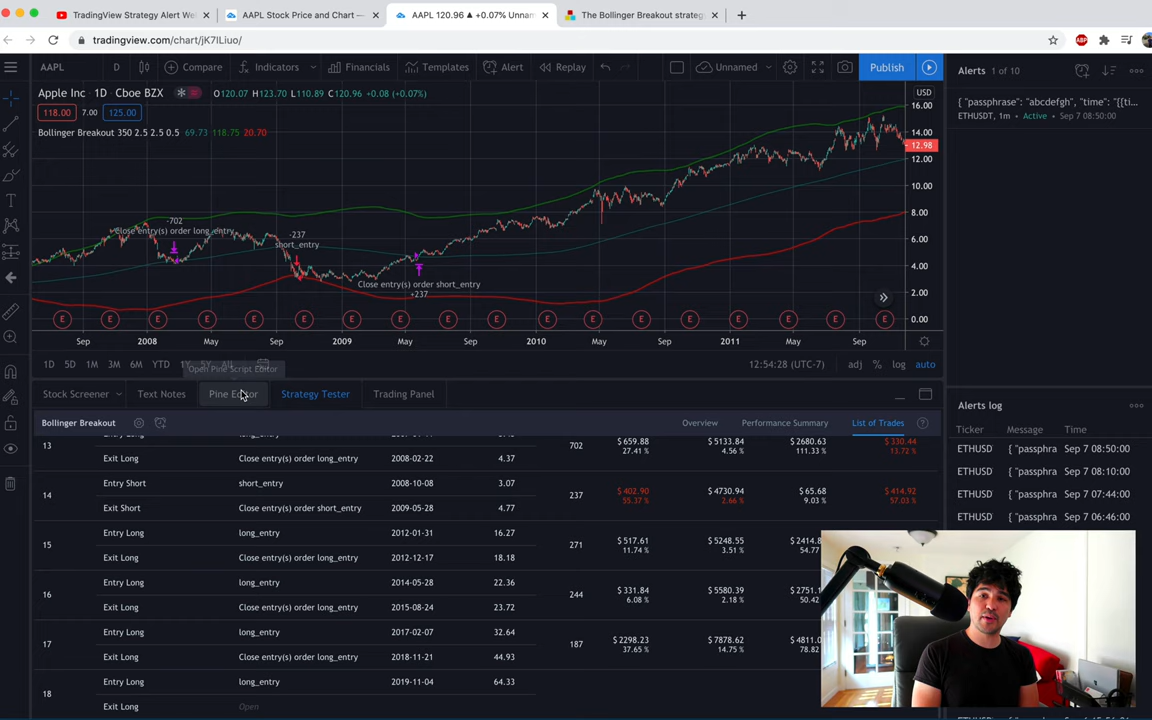 TradingView Strategy Alert We
AAPL Stock Price and Chart —
AAPL 120.96 ▲ +0.07% Unnam
The Bollinger Breakout strateg
tradingview.com/chart/jK7ILiuo/
ABP
AAPL D Compare Indicators Financials Templates Alert Replay Unnamed Publish
Alerts 1 of 10
Apple Inc • 1D • Cboe BZX O120.07 H123.70 L110.89 C120.96 +0.08 (+0.07%)
USD
118.00 7.00 125.00
Bollinger Breakout 350 2.5 2.5 0.5 69.73 118.75 20.70
{ "passphrase": "abcdefgh", "time": "{{ti...
ETHUSDT, 1m • Active • Sep 7 08:50:00
16.00
14.00
12.98
12.00
10.00
8.00
6.00
4.00
2.00
0.00
-702
Close entry(s) order long_entry
-237
short_entry
Close entry(s) order short_entry
+237
E E E E E E E E E E E E E E E E E E
Sep 2008 May Sep 2009 May Sep 2010 May Sep 2011 May Sep
1D 5D 1M 3M 6M YTD 1Y 5Y All
12:54:28 (UTC-7) adj % log auto
Open Pine Script Editor
Stock Screener Text Notes Pine Editor Strategy Tester Trading Panel
Bollinger Breakout
Overview Performance Summary List of Trades ?
13 702 $ 659.88 $ 5133.84 $ 2680.63 $ 330.44
27.41 % 4.56 % 111.33 % 13.72 %
Exit Long Close entry(s) order long_entry 2008-02-22 4.37
Entry Short short_entry 2008-10-08 3.07
14 237 $ 402.90 $ 4730.94 $ 65.68 $ 414.92
55.37 % 2.66 % 9.03 % 57.03 %
Exit Short Close entry(s) order short_entry 2009-05-28 4.77
Entry Long long_entry 2012-01-31 16.27
15 271 $ 517.61 $ 5248.55 $ 2414.8
11.74 % 3.51 % 54.77
Exit Long Close entry(s) order long_entry 2012-12-17 18.18
Entry Long long_entry 2014-05-28 22.36
16 244 $ 331.84 $ 5580.39 $ 2751.
6.08 % 2.18 % 50.42
Exit Long Close entry(s) order long_entry 2015-08-24 23.72
Entry Long long_entry 2017-02-07 32.64
17 187 $ 2298.23 $ 7878.62 $ 4811.0
37.65 % 14.75 % 78.82
Exit Long Close entry(s) order long_entry 2018-11-21 44.93
Entry Long long_entry 2019-11-04 64.33
18
Exit Long Open
Alerts log
Ticker Message Time
ETHUSD { "passphra Sep 7 08:50:00
ETHUSD { "passphra Sep 7 08:10:00
ETHUSD { "passphra Sep 7 07:44:00
ETHUSD { "passphra Sep 7 06:46:00